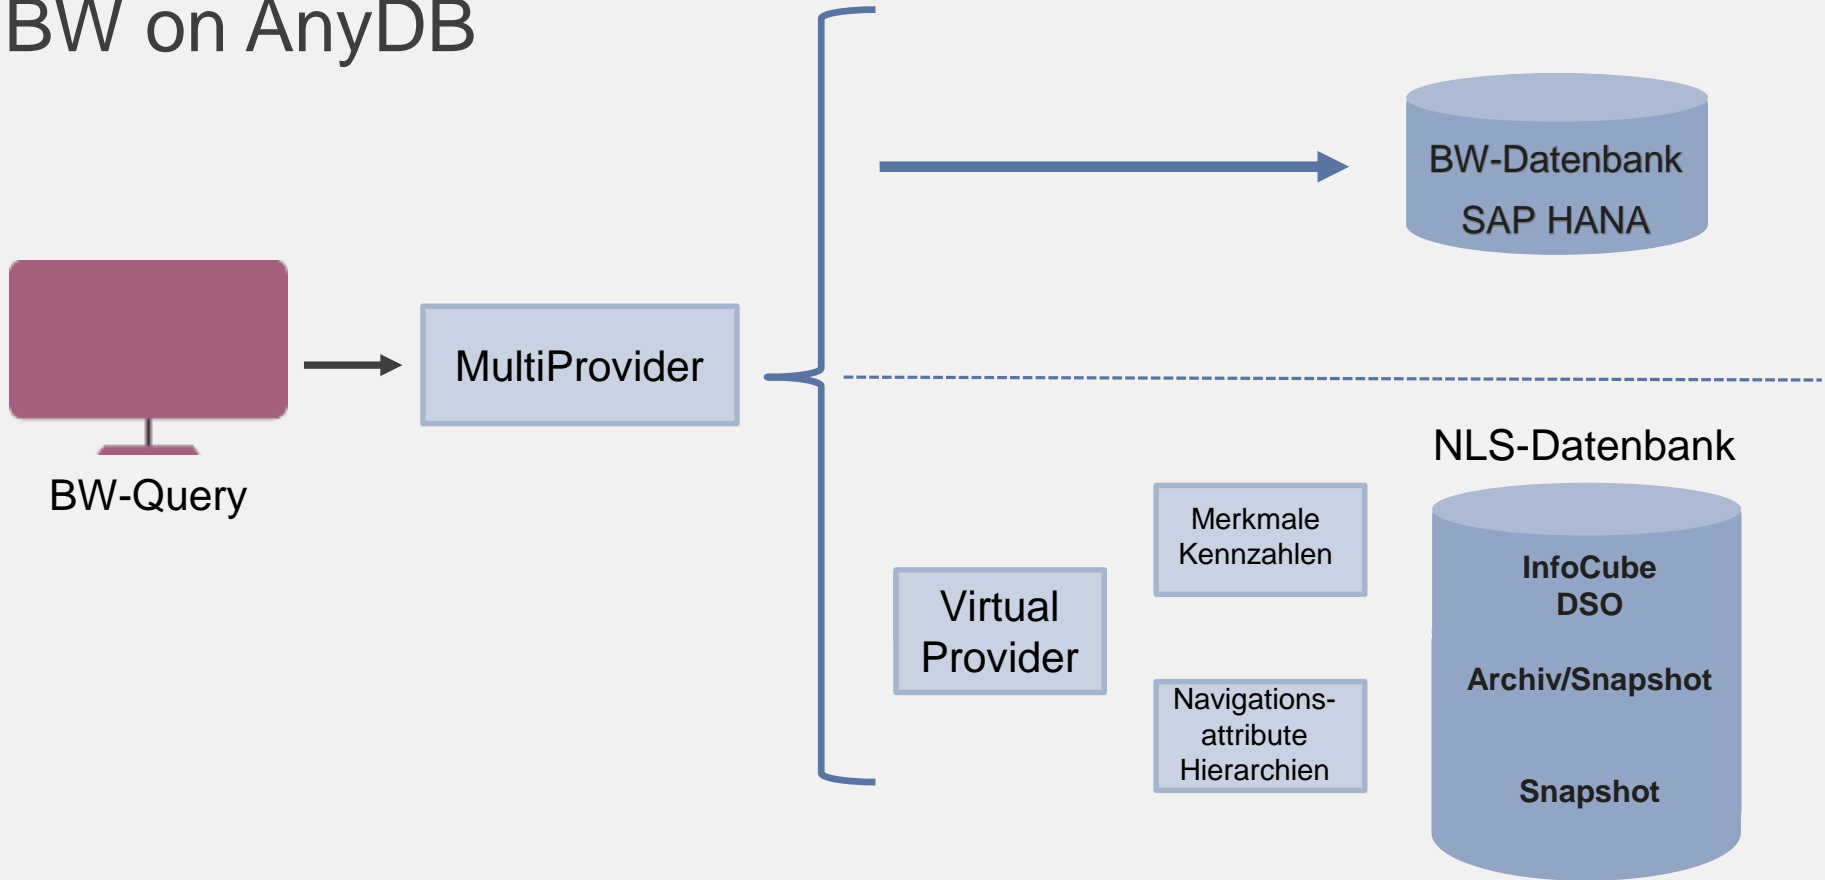 BW on AnyDB
BW-Datenbank
SAP HANA
MultiProvider
BW-Query
NLS-Datenbank
Merkmale
Kennzahlen
Virtual
Provider
Navigations-
attribute
Hierarchien
InfoCube
DSO
Archiv/Snapshot
Snapshot